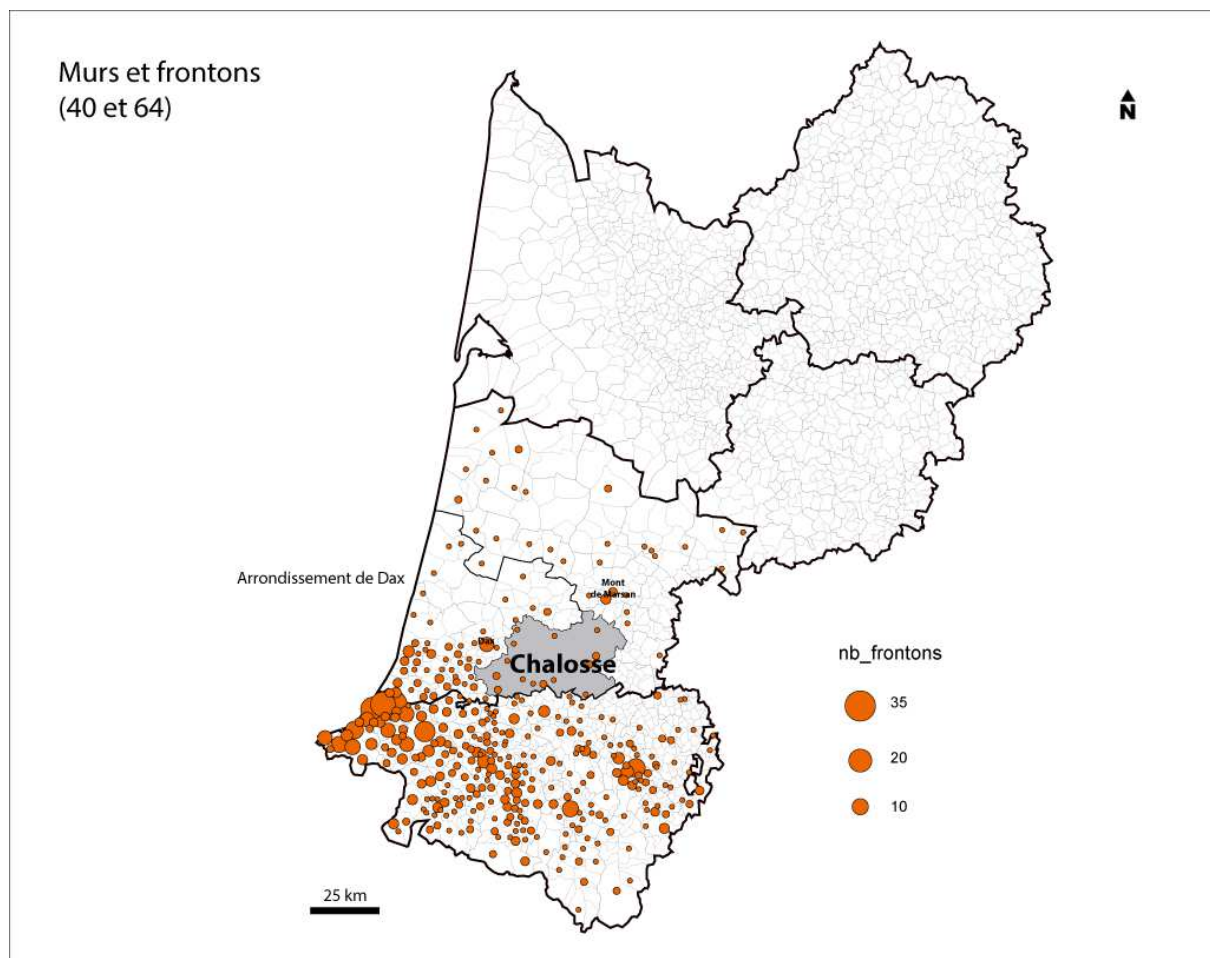 Murs et frontons
(40 et 64)
N
Arrondissement de Dax
Mont
de Marsan
Dax
Chalosse
nb_frontons
35
20
10
25 km